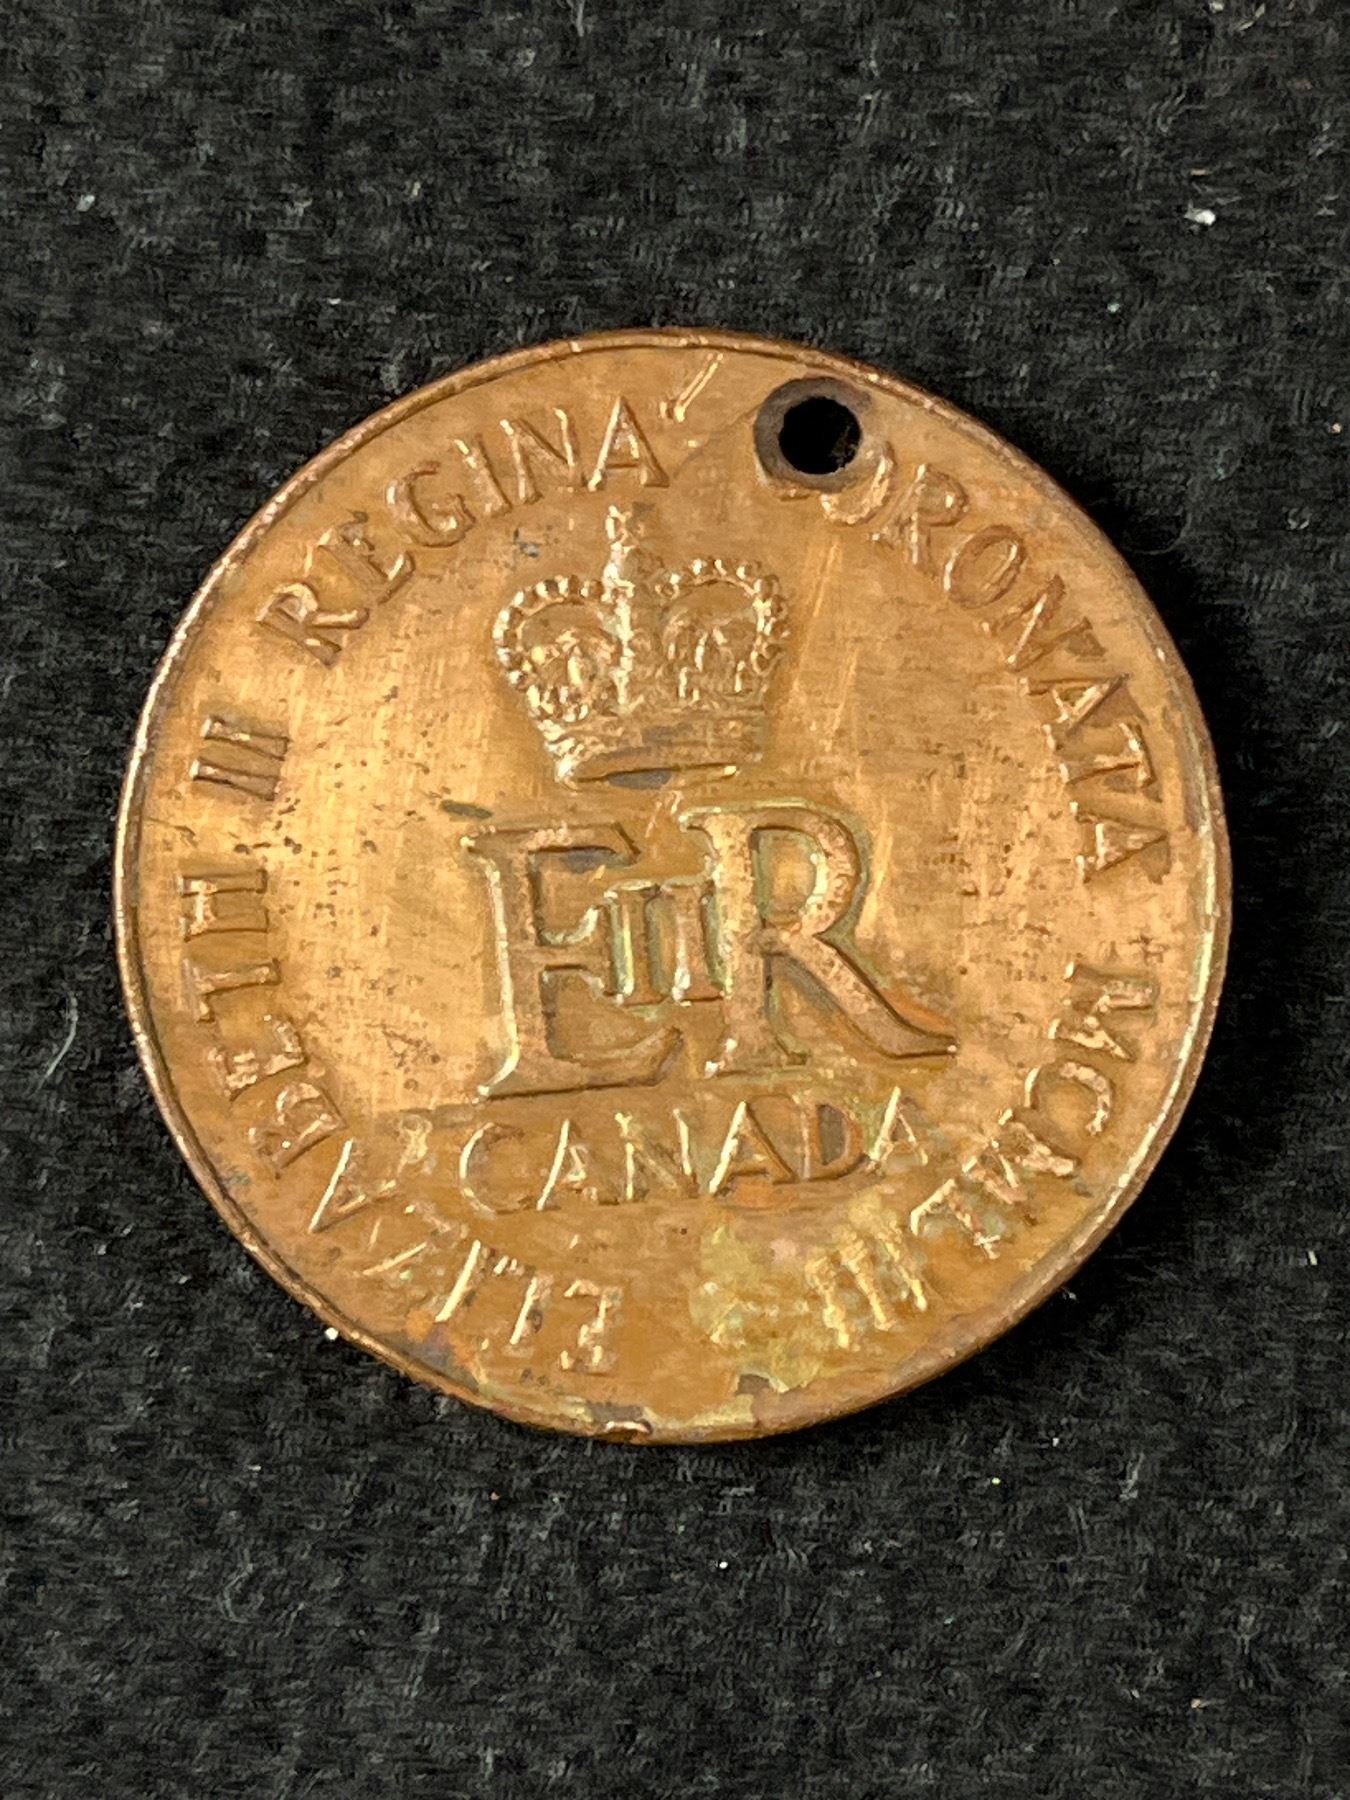 ELIZABETH II REGINA CORONATA MCMLIII
EIIR
CANADA